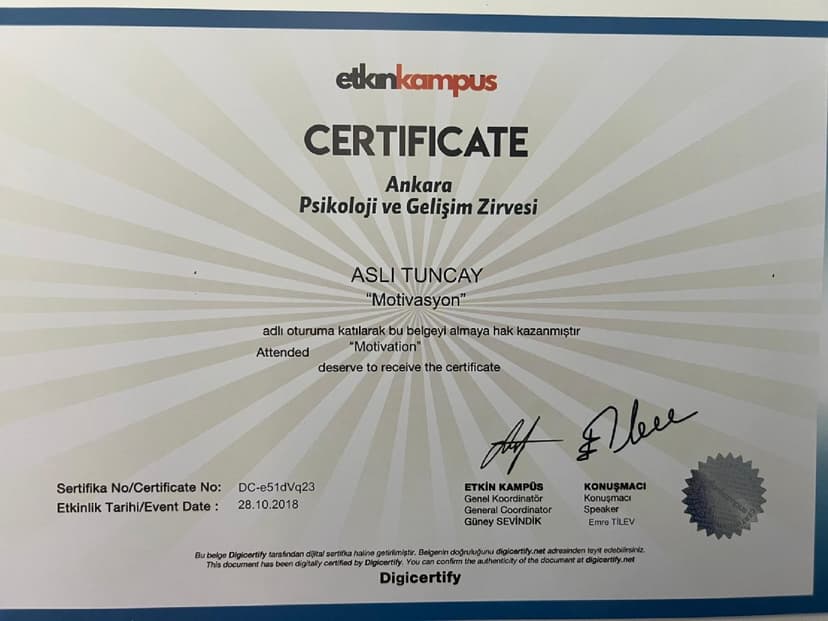 etkinkampus
CERTIFICATE
Ankara
Psikoloji ve Gelişim Zirvesi
ASLI TUNCAY
“Motivasyon”
adlı oturuma katılarak bu belgeyi almaya hak kazanmıştır
Attended “Motivation”
deserve to receive the certificate
Sertifika No/Certificate No: DC-e51dVq23
Etkinlik Tarihi/Event Date : 28.10.2018
ETKİN KAMPÜS
Genel Koordinatör
General Coordinator
Güney SEVİNDİK
KONUŞMACI
Konuşmacı
Speaker
Emre TİLEV
Bu belge Digicertify tarafından dijital sertifika haline getirilmiştir. Belgenin doğruluğunu digicertify.net adresinden teyit edebilirsiniz.
This document has been digitally certified by Digicertify. You can confirm the authenticity of the document at digicertify.net
Digicertify